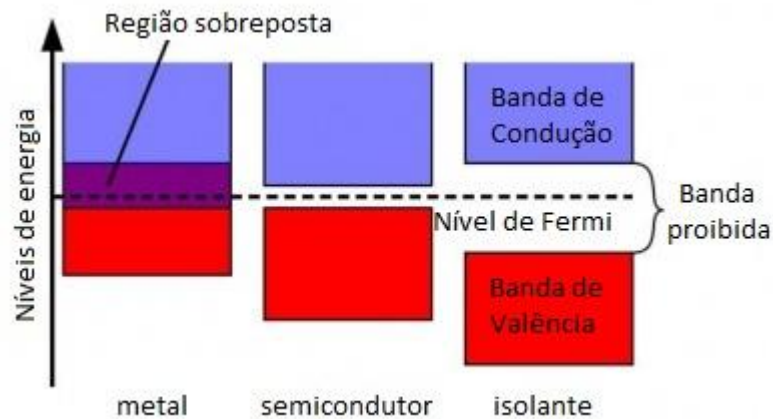 Região sobreposta
Níveis de energia
Banda de
Condução
Nível de Fermi
Banda
proibida
Banda de
Valência
metal
semicondutor
isolante